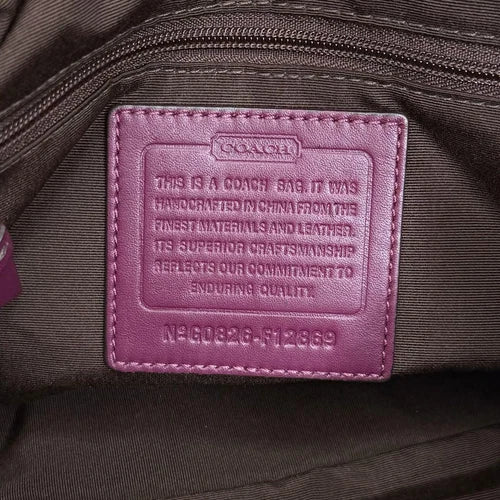 COACH
THIS IS A COACH BAG. IT WAS
HANDCRAFTED IN CHINA FROM THE
FINEST MATERIALS AND LEATHER.
ITS SUPERIOR CRAFTSMANSHIP
REFLECTS OUR COMMITMENT TO
ENDURING QUALITY.
Nº G0826-F12869